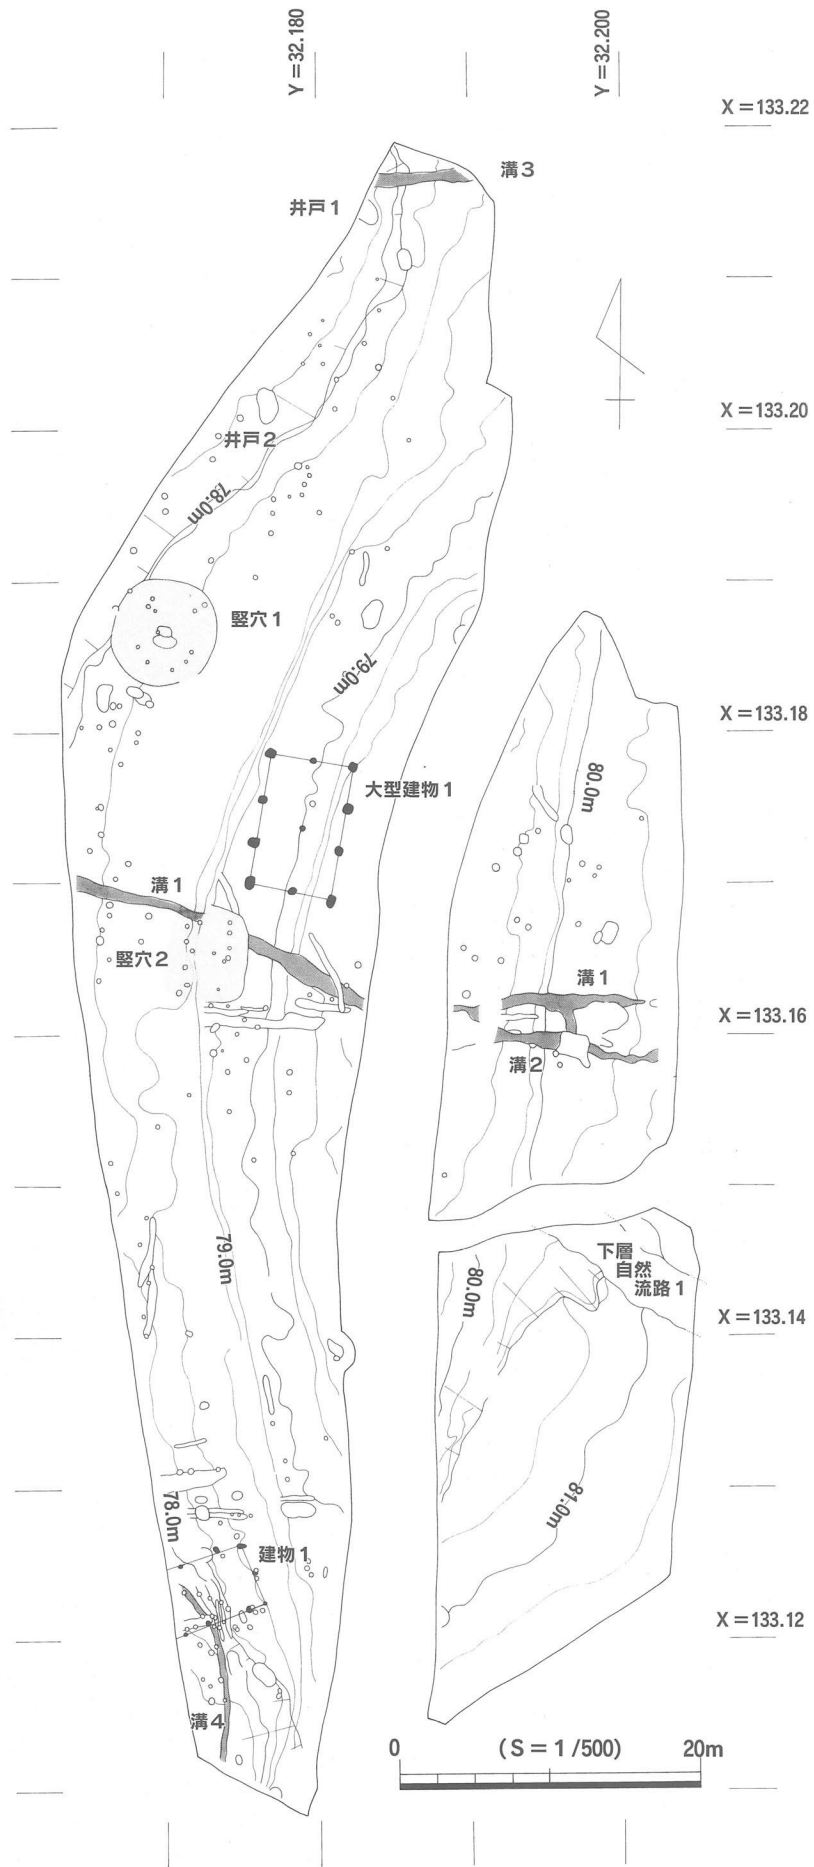 Y＝32.180
Y＝32.200
X＝133.22
溝3
井戸1
X＝133.20
井戸2
78.0m
竪穴1
79.0m
X＝133.18
80.0m
大型建物1
溝1
竪穴2
溝1
X＝133.16
溝2
79.0m
80.0m
下層
自然
流路1
X＝133.14
81.0m
78.0m
建物1
X＝133.12
溝4
0 (S＝1/500) 20m